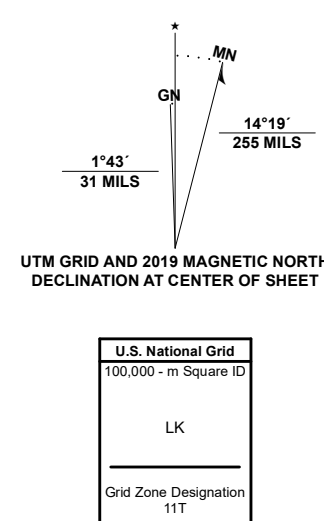 ★
MN
GN
14°19´
255 MILS
1°43´
31 MILS
UTM GRID AND 2019 MAGNETIC NORTH
DECLINATION AT CENTER OF SHEET
U.S. National Grid
100,000 - m Square ID
LK
Grid Zone Designation
11T